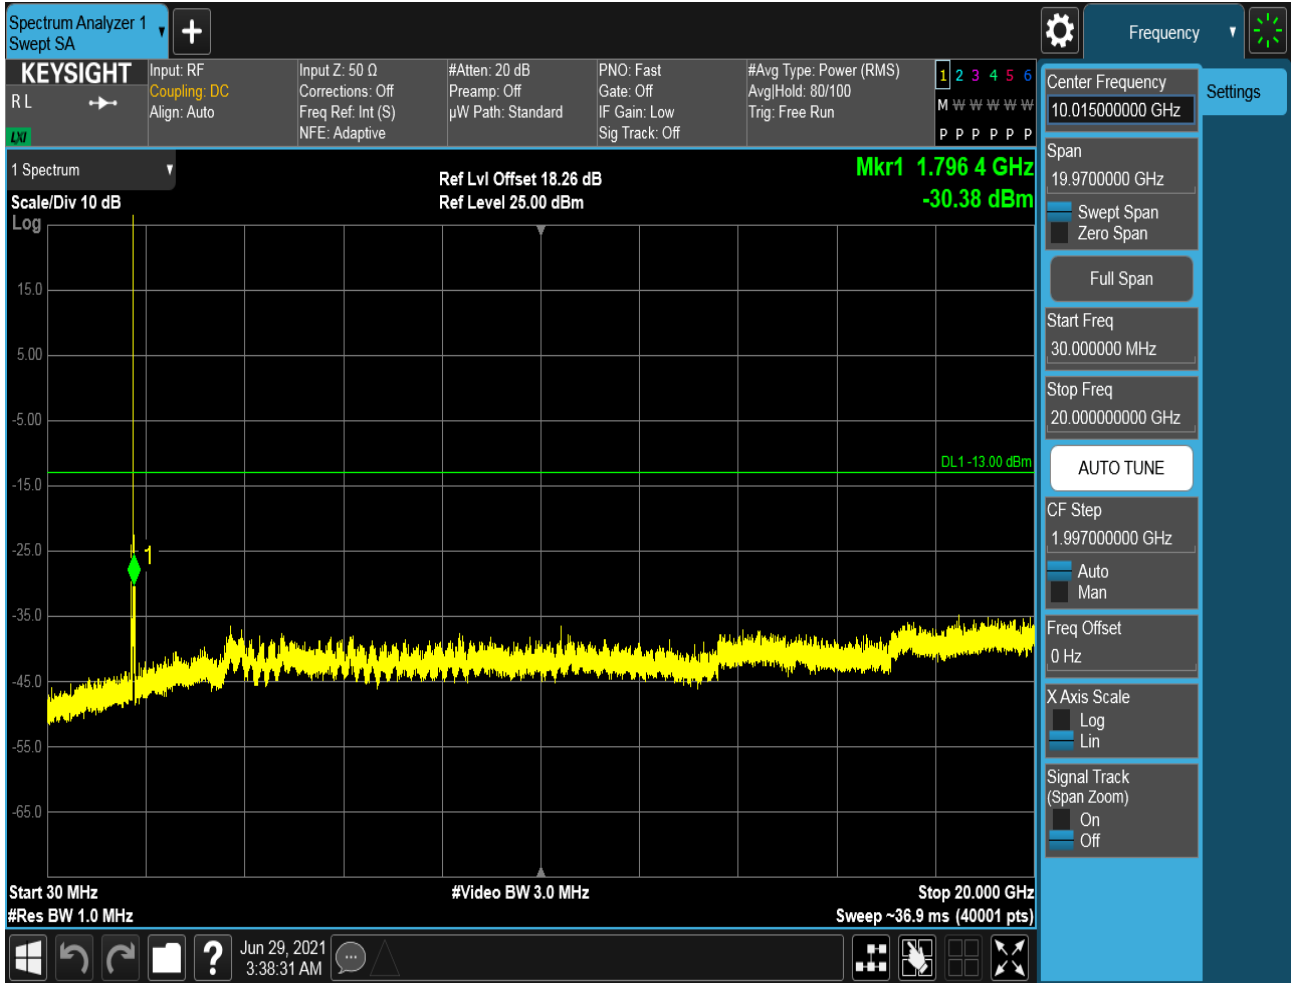 Spectrum Analyzer 1
Swept SA
Frequency
KEYSIGHT
R L
LXI
Input: RF
Coupling: DC
Align: Auto
Input Z: 50 Ω
Corrections: Off
Freq Ref: Int (S)
NFE: Adaptive
#Atten: 20 dB
Preamp: Off
µW Path: Standard
PNO: Fast
Gate: Off
IF Gain: Low
Sig Track: Off
#Avg Type: Power (RMS)
Avg|Hold: 80/100
Trig: Free Run
1 2 3 4 5 6
M W W W W W
P P P P P P
1 Spectrum
Scale/Div 10 dB
Log
Ref Lvl Offset 18.26 dB
Ref Level 25.00 dBm
Mkr1 1.796 4 GHz
-30.38 dBm
15.0
5.00
-5.00
DL1 -13.00 dBm
-15.0
-25.0
1
-35.0
-45.0
-55.0
-65.0
Start 30 MHz
#Video BW 3.0 MHz
Stop 20.000 GHz
#Res BW 1.0 MHz
Sweep ~36.9 ms (40001 pts)
?
Jun 29, 2021
3:38:31 AM
Center Frequency
10.015000000 GHz
Settings
Span
19.9700000 GHz
Swept Span
Zero Span
Full Span
Start Freq
30.000000 MHz
Stop Freq
20.000000000 GHz
AUTO TUNE
CF Step
1.997000000 GHz
Auto
Man
Freq Offset
0 Hz
X Axis Scale
Log
Lin
Signal Track
(Span Zoom)
On
Off